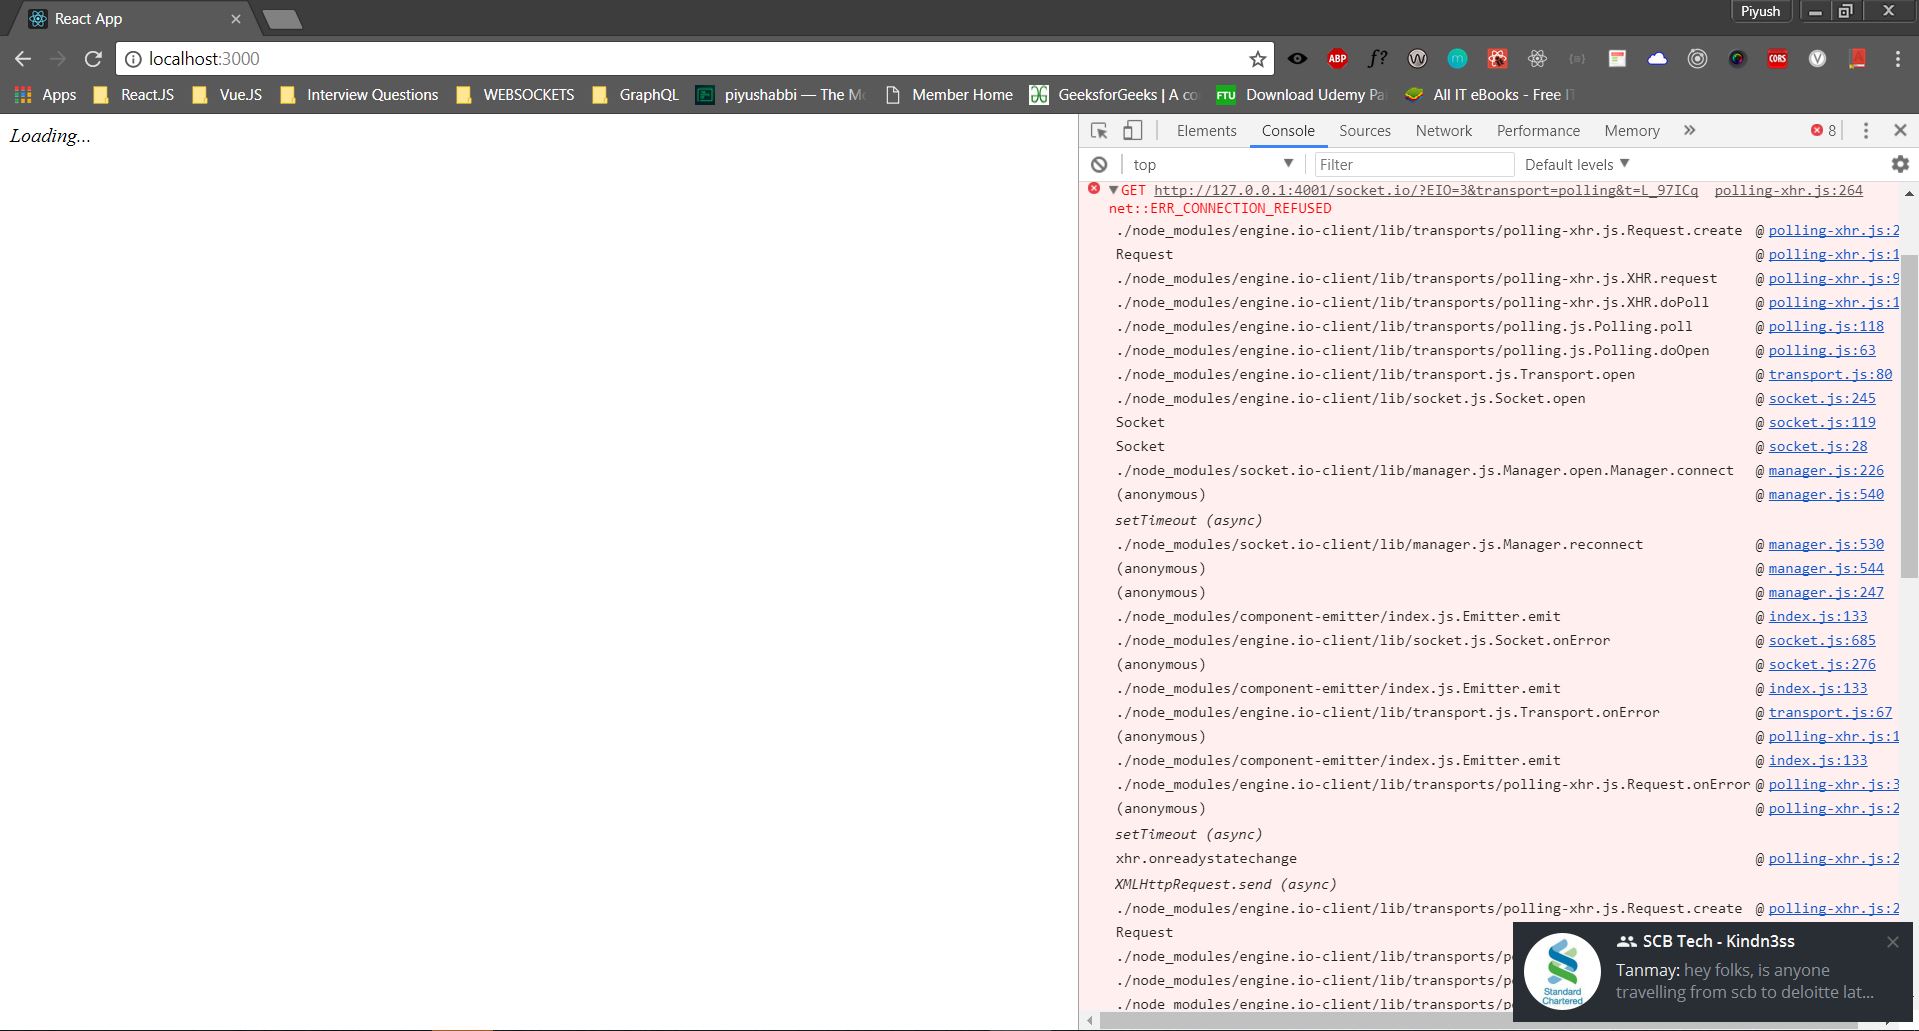 React App
Piyush
localhost:3000
ABP
f?
W
m
CORS
V
Apps
ReactJS
VueJS
Interview Questions
WEBSOCKETS
GraphQL
piyushabbi — The Mo
Member Home
GeeksforGeeks | A co
FTU
Download Udemy Pa
All IT eBooks - Free IT
Loading...
Elements Console Sources Network Performance Memory » 8
top Filter Default levels
GET http://127.0.0.1:4001/socket.io/?EIO=3&transport=polling&t=L_97ICq polling-xhr.js:264
net::ERR_CONNECTION_REFUSED
./node_modules/engine.io-client/lib/transports/polling-xhr.js.Request.create @ polling-xhr.js:2
Request @ polling-xhr.js:1
./node_modules/engine.io-client/lib/transports/polling-xhr.js.XHR.request @ polling-xhr.js:9
./node_modules/engine.io-client/lib/transports/polling-xhr.js.XHR.doPoll @ polling-xhr.js:1
./node_modules/engine.io-client/lib/transports/polling.js.Polling.poll @ polling.js:118
./node_modules/engine.io-client/lib/transports/polling.js.Polling.doOpen @ polling.js:63
./node_modules/engine.io-client/lib/transport.js.Transport.open @ transport.js:80
./node_modules/engine.io-client/lib/socket.js.Socket.open @ socket.js:245
Socket @ socket.js:119
Socket @ socket.js:28
./node_modules/socket.io-client/lib/manager.js.Manager.open.Manager.connect @ manager.js:226
(anonymous) @ manager.js:540
setTimeout (async)
./node_modules/socket.io-client/lib/manager.js.Manager.reconnect @ manager.js:530
(anonymous) @ manager.js:544
(anonymous) @ manager.js:247
./node_modules/component-emitter/index.js.Emitter.emit @ index.js:133
./node_modules/engine.io-client/lib/socket.js.Socket.onError @ socket.js:685
(anonymous) @ socket.js:276
./node_modules/component-emitter/index.js.Emitter.emit @ index.js:133
./node_modules/engine.io-client/lib/transport.js.Transport.onError @ transport.js:67
(anonymous) @ polling-xhr.js:1
./node_modules/component-emitter/index.js.Emitter.emit @ index.js:133
./node_modules/engine.io-client/lib/transports/polling-xhr.js.Request.onError @ polling-xhr.js:3
(anonymous) @ polling-xhr.js:2
setTimeout (async)
xhr.onreadystatechange @ polling-xhr.js:2
XMLHttpRequest.send (async)
./node_modules/engine.io-client/lib/transports/polling-xhr.js.Request.create @ polling-xhr.js:2
Request
./node_modules/engine.io-client/lib/transports/po
./node_modules/engine.io-client/lib/transports/po
./node_modules/engine.io-client/lib/transports/po
SCB Tech - Kindn3ss
Tanmay: hey folks, is anyone
travelling from scb to deloitte lat...
Standard
Chartered